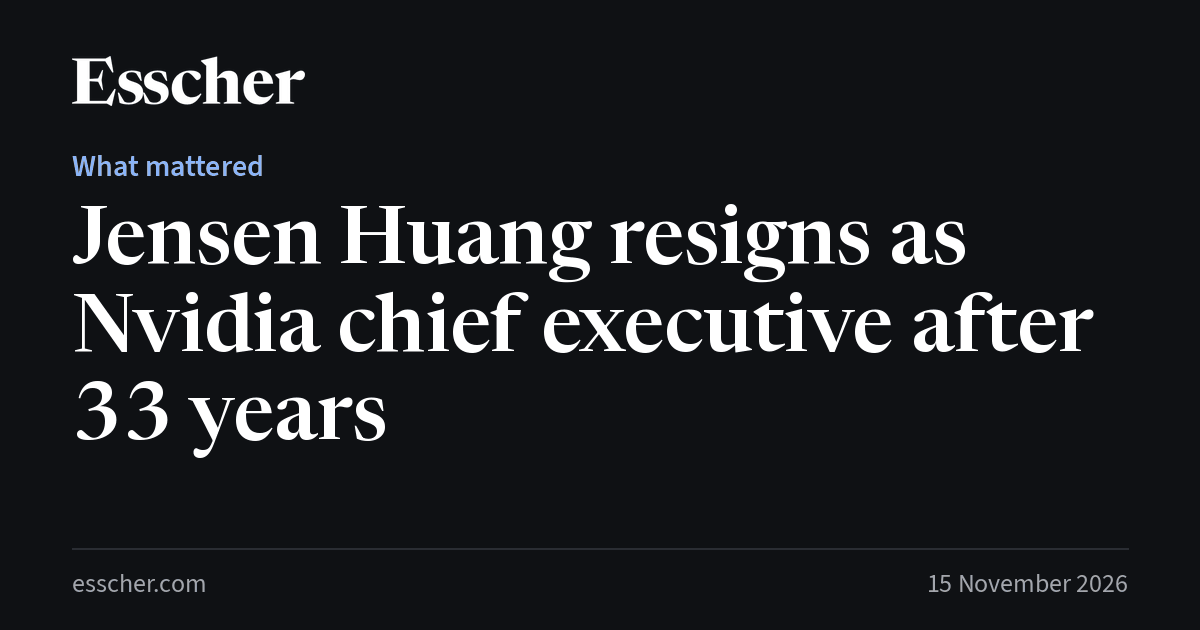 Esscher
What mattered
Jensen Huang resigns as
Nvidia chief executive after
33 years
esscher.com
15 November 2026